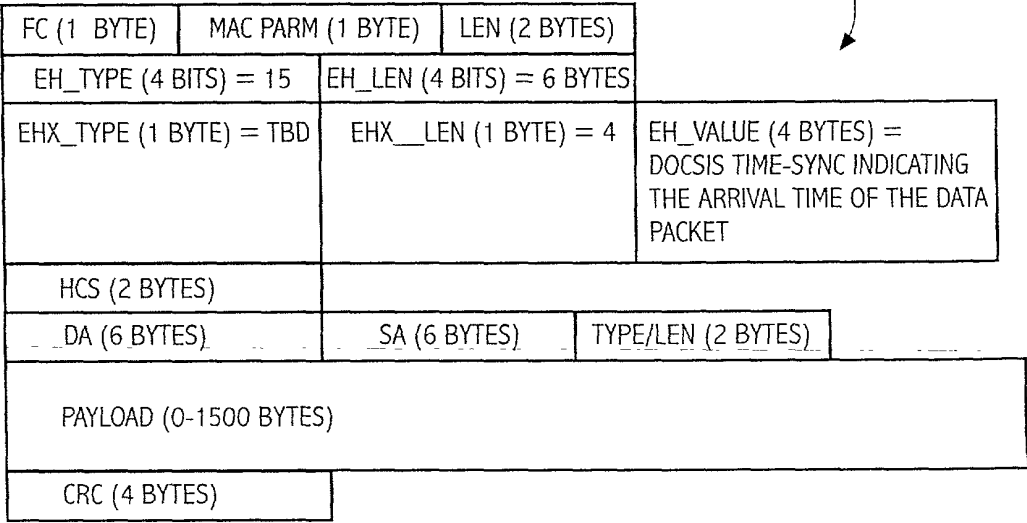 FC (1 BYTE) MAC PARM (1 BYTE) LEN (2 BYTES)
EH_TYPE (4 BITS) = 15 EH_LEN (4 BITS) = 6 BYTES
EHX_TYPE (1 BYTE) = TBD EHX__LEN (1 BYTE) = 4 EH_VALUE (4 BYTES) =
DOCSIS TIME-SYNC INDICATING
THE ARRIVAL TIME OF THE DATA
PACKET
HCS (2 BYTES)
DA (6 BYTES) SA (6 BYTES) TYPE/LEN (2 BYTES)
PAYLOAD (0-1500 BYTES)
CRC (4 BYTES)